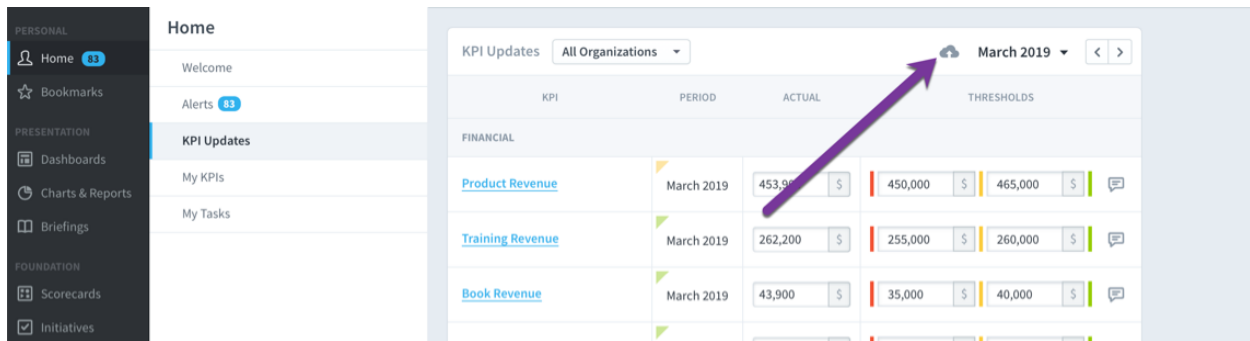 PERSONAL
Home 83
Bookmarks
PRESENTATION
Dashboards
Charts & Reports
Briefings
FOUNDATION
Scorecards
Initiatives
Home
Welcome
Alerts 83
KPI Updates
My KPIs
My Tasks
KPI Updates All Organizations March 2019
KPI PERIOD ACTUAL THRESHOLDS
FINANCIAL
Product Revenue March 2019 $ 450,000 $ 465,000 $
Training Revenue March 2019 262,200 $ 255,000 $ 260,000 $
Book Revenue March 2019 43,900 $ 35,000 $ 40,000 $